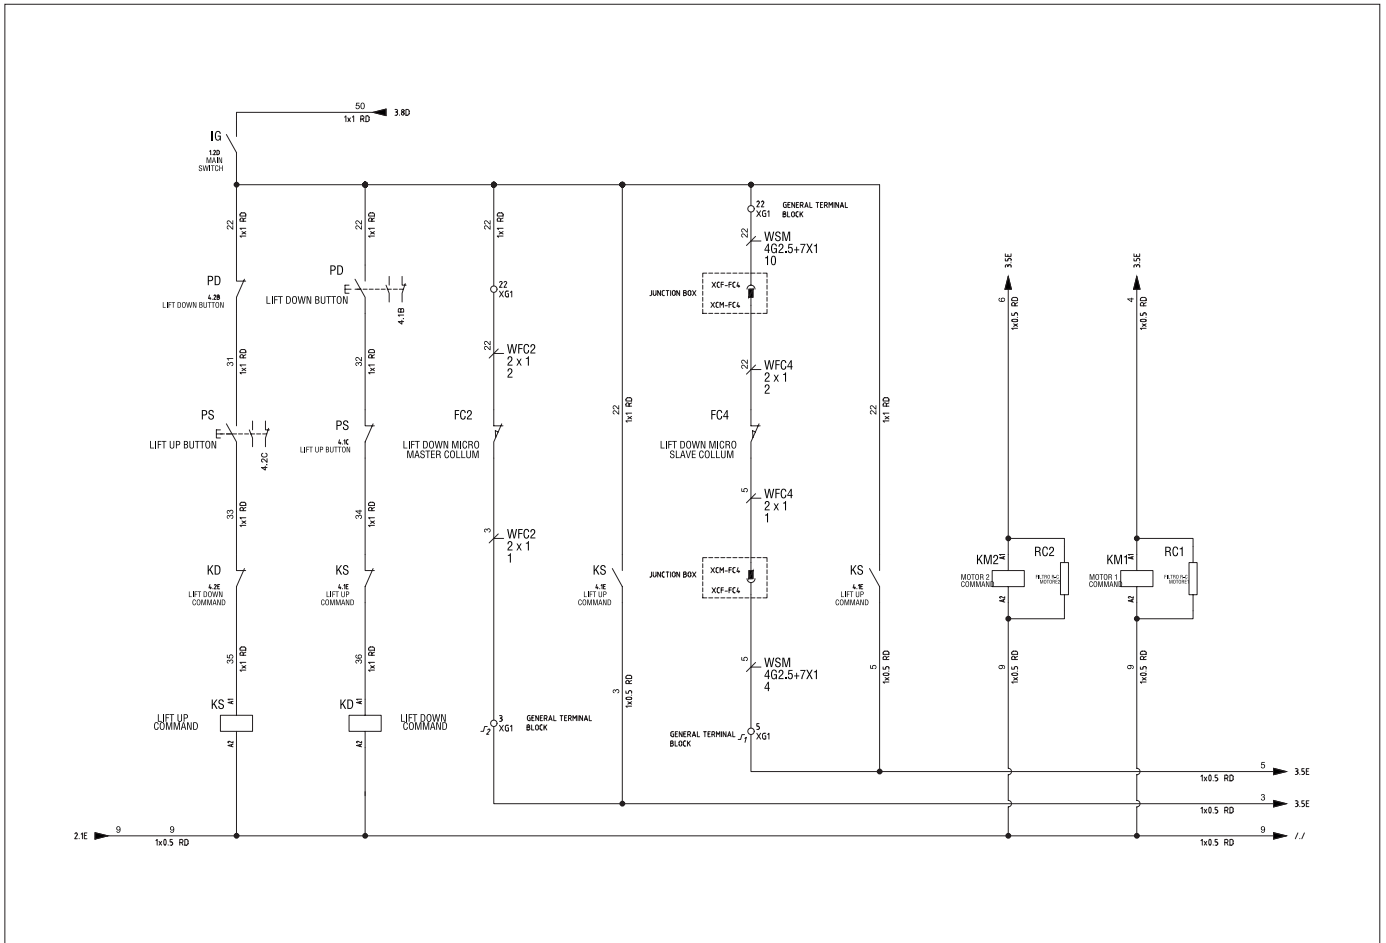 50
1x1 RD
3.8D
IG
1.2D
MAIN
SWITCH
22
1x1 RD
22
1x1 RD
22
1x1 RD
22
XG1
GENERAL TERMINAL
BLOCK
22
WSM
4G2.5+7X1
10
PD
4.2B
LIFT DOWN BUTTON
PD
LIFT DOWN BUTTON
4.1B
22
XG1
JUNCTION BOX
XCF-FC4
XCM-FC4
3.5E
6
1x0.5 RD
3.5E
4
1x0.5 RD
31
1x1 RD
32
1x1 RD
22
WFC2
2 x 1
2
22
WFC4
2 x 1
2
22
1x1 RD
22
1x1 RD
PS
LIFT UP BUTTON
4.2C
PS
4.1C
LIFT UP BUTTON
FC2
LIFT DOWN MICRO
MASTER COLLUM
FC4
LIFT DOWN MICRO
SLAVE COLLUM
33
1x1 RD
34
1x1 RD
3
WFC2
2 x 1
1
5
WFC4
2 x 1
1
KD
4.2E
LIFT DOWN
COMMAND
KS
4.1E
LIFT UP
COMMAND
KS
4.1E
LIFT UP
COMMAND
JUNCTION BOX
XCM-FC4
XCF-FC4
KS
4.1E
LIFT UP
COMMAND
KM2
A1
MOTOR 2
COMMAND
A2
RC2
FILTRO R-C
KM1
A1
MOTOR 1
COMMAND
A2
RC1
FILTRO R-C
35
1x1 RD
36
1x1 RD
3
1x0.5 RD
5
WSM
4G2.5+7X1
4
5
1x0.5 RD
9
1x0.5 RD
9
1x0.5 RD
KS
A1
LIFT UP
COMMAND
A2
KD
A1
LIFT DOWN
COMMAND
A2
3
XG1
2
GENERAL TERMINAL
BLOCK
GENERAL TERMINAL
BLOCK
5
XG1
1
5
1x0.5 RD
3.5E
3
1x0.5 RD
3.5E
2.1E
9
9
1x0.5 RD
9
1x0.5 RD
/./